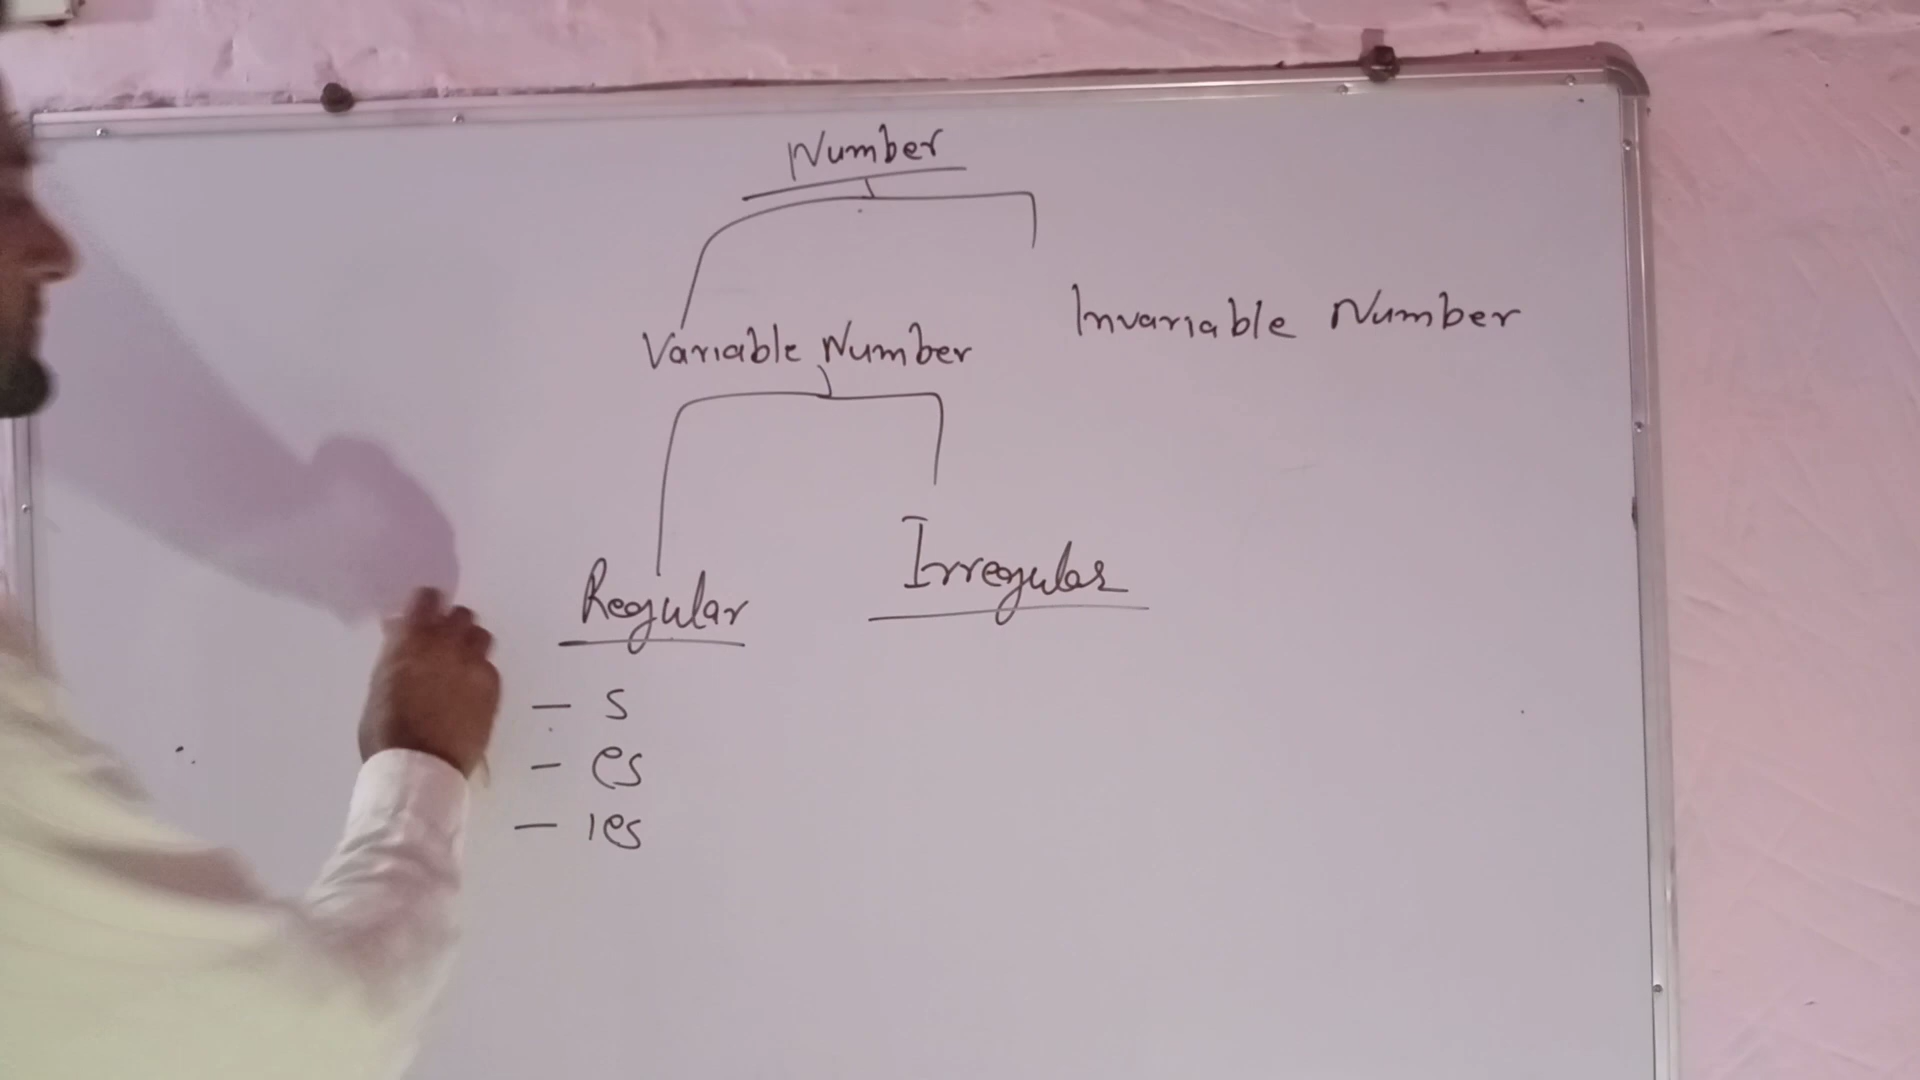 Number
Variable Number
Invariable Number
Regular
Irregular
- s
- es
- ies